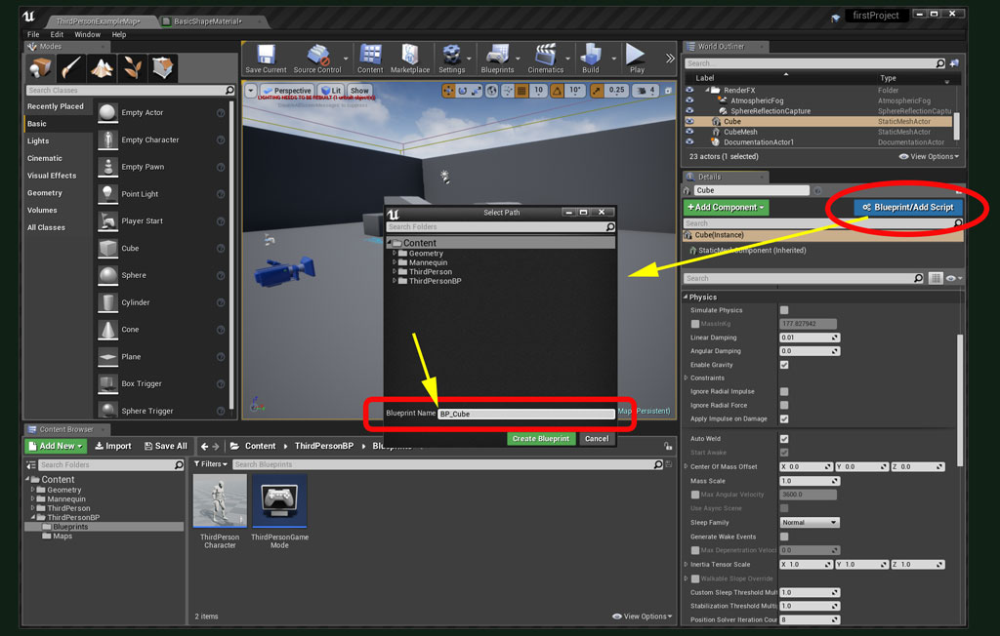 ThirdPersonExampleMap•
BasicShapeMaterial•
firstProject
File Edit Window Help
Modes
Search Classes
Recently Placed
Basic
Lights
Cinematic
Visual Effects
Geometry
Volumes
All Classes
Empty Actor
Empty Character
Empty Pawn
Point Light
Player Start
Cube
Sphere
Cylinder
Cone
Plane
Box Trigger
Sphere Trigger
Save Current Source Control Content Marketplace Settings Blueprints Cinematics Build Play
Perspective Lit Show 10 10° 0.25 4
LIGHTING NEEDS TO BE REBUILT (1 unbuilt object(s))
Select Path
Search Folders
Content
Geometry
Mannequin
ThirdPerson
ThirdPersonBP
Blueprint Name BP_Cube
Create Blueprint Cancel
Persistent)
World Outliner
Search...
Label Type
RenderFX Folder
AtmosphericFog AtmosphericFog
SphereReflectionCapture SphereReflectionCaptu
Cube StaticMeshActor
CubeMesh StaticMeshActor
DocumentationActor1 DocumentationActor
23 actors (1 selected) View Options
Details
Cube
+Add Component Blueprint/Add Script
Search
Cube(Instance)
StaticMeshComponent (Inherited)
Search
Physics
Simulate Physics
MassInKg 177.827942
Linear Damping 0.01
Angular Damping 0.0
Enable Gravity
Constraints
Ignore Radial Impulse
Ignore Radial Force
Apply Impulse on Damage
Auto Weld
Start Awake
Center Of Mass Offset X 0.0 Y 0.0 Z 0.0
Mass Scale 1.0
Max Angular Velocity 3600.0
Use Async Scene
Sleep Family Normal
Generate Wake Events
Max Depenetration Veloci 0.0
Inertia Tensor Scale X 1.0 Y 1.0 Z 1.0
Walkable Slope Override
Custom Sleep Threshold Mult 1.0
Stabilization Threshold Multi 1.0
Position Solver Iteration Coun 8
Content Browser
Add New Import Save All Content ThirdPersonBP
Search Folders
Filters Search Blueprints
Content
Geometry
Mannequin
ThirdPerson
ThirdPersonBP
Blueprints
Maps
ThirdPerson
Character
ThirdPersonGame
Mode
2 items View Options